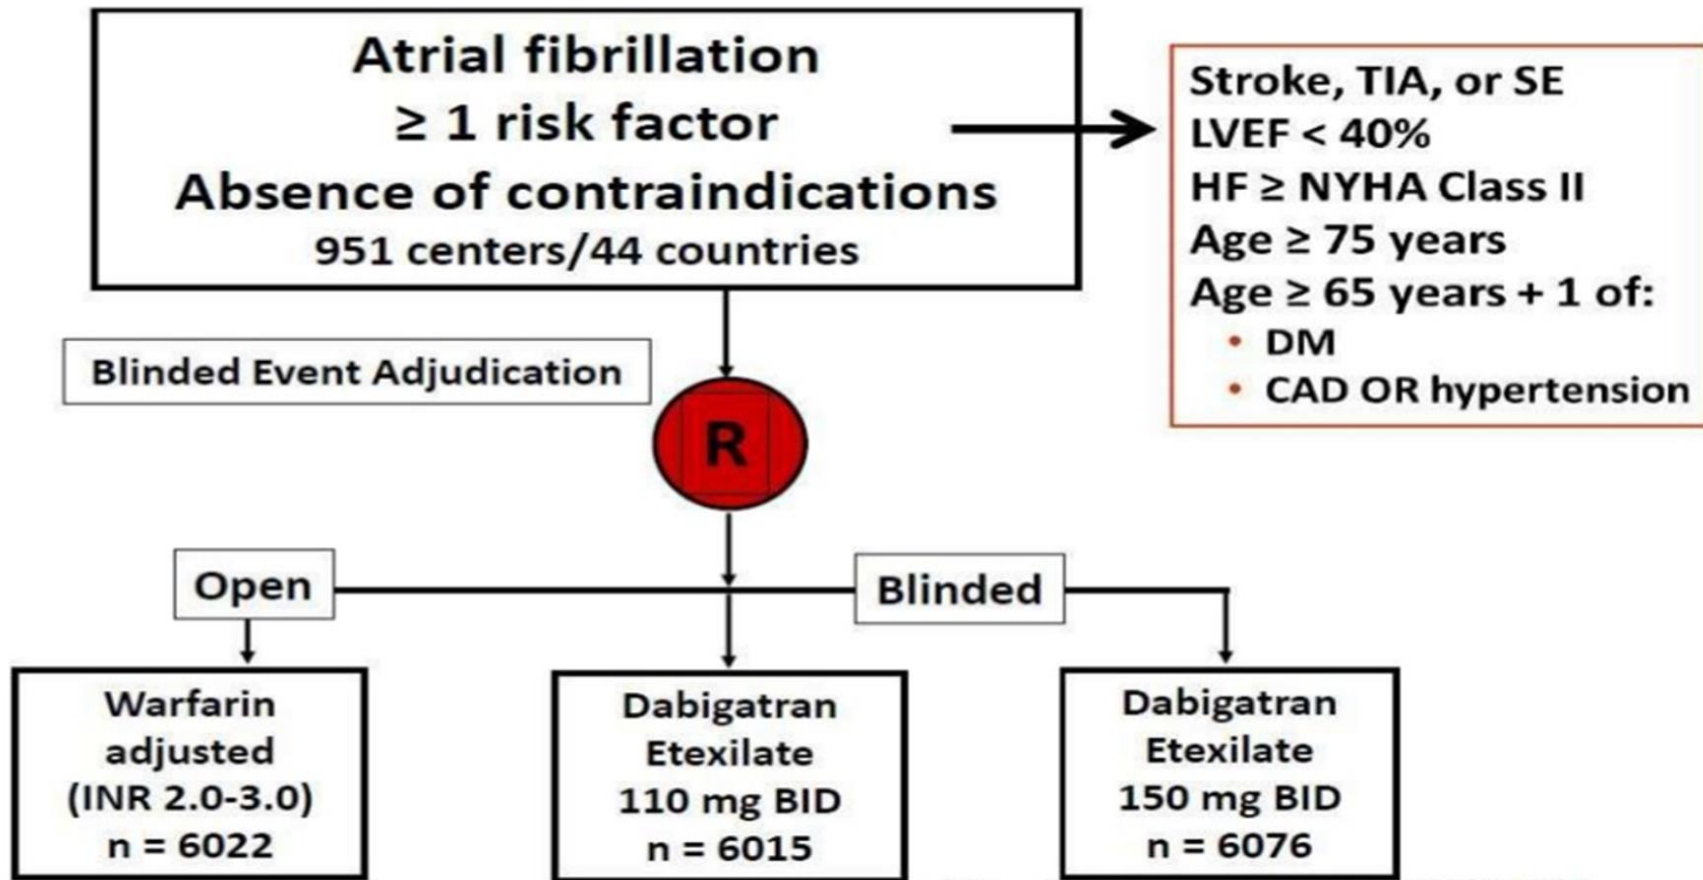 Atrial fibrillation
≥ 1 risk factor
Absence of contraindications
951 centers/44 countries
Stroke, TIA, or SE
LVEF < 40%
HF ≥ NYHA Class II
Age ≥ 75 years
Age ≥ 65 years + 1 of:
• DM
• CAD OR hypertension
Blinded Event Adjudication
R
Open
Blinded
Warfarin
adjusted
(INR 2.0-3.0)
n = 6022
Dabigatran
Etexilate
110 mg BID
n = 6015
Dabigatran
Etexilate
150 mg BID
n = 6076